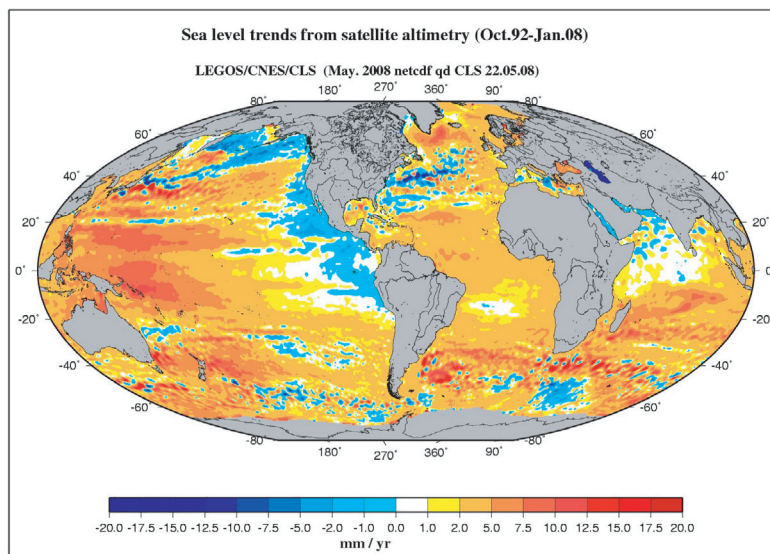 Sea level trends from satellite altimetry (Oct.92-Jan.08)
LEGOS/CNES/CLS (May. 2008 netcdf qd CLS 22.05.08)
180˚ 270˚ 360˚ 90˚
80˚ 80˚
60˚ 60˚
40˚ 40˚
20˚ 20˚
0˚ 0˚
-20˚ -20˚
-40˚ -40˚
-60˚ -60˚
-80˚ -80˚
180˚ 270˚ 360˚ 90˚
-20.0 -17.5 -15.0 -12.5 -10.0 -7.5 -5.0 -2.5 -1.0 0.0 1.0 2.0 5.0 7.5 10.0 12.5 15.0 17.5 20.0
mm / yr